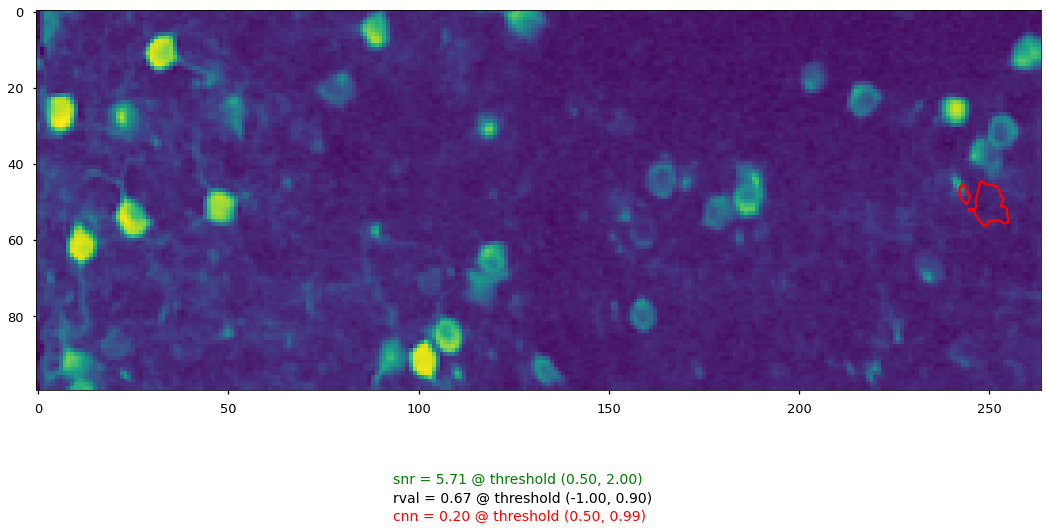 0
20
40
60
80
0 50 100 150 200 250
snr = 5.71 @ threshold (0.50, 2.00)
rval = 0.67 @ threshold (-1.00, 0.90)
cnn = 0.20 @ threshold (0.50, 0.99)